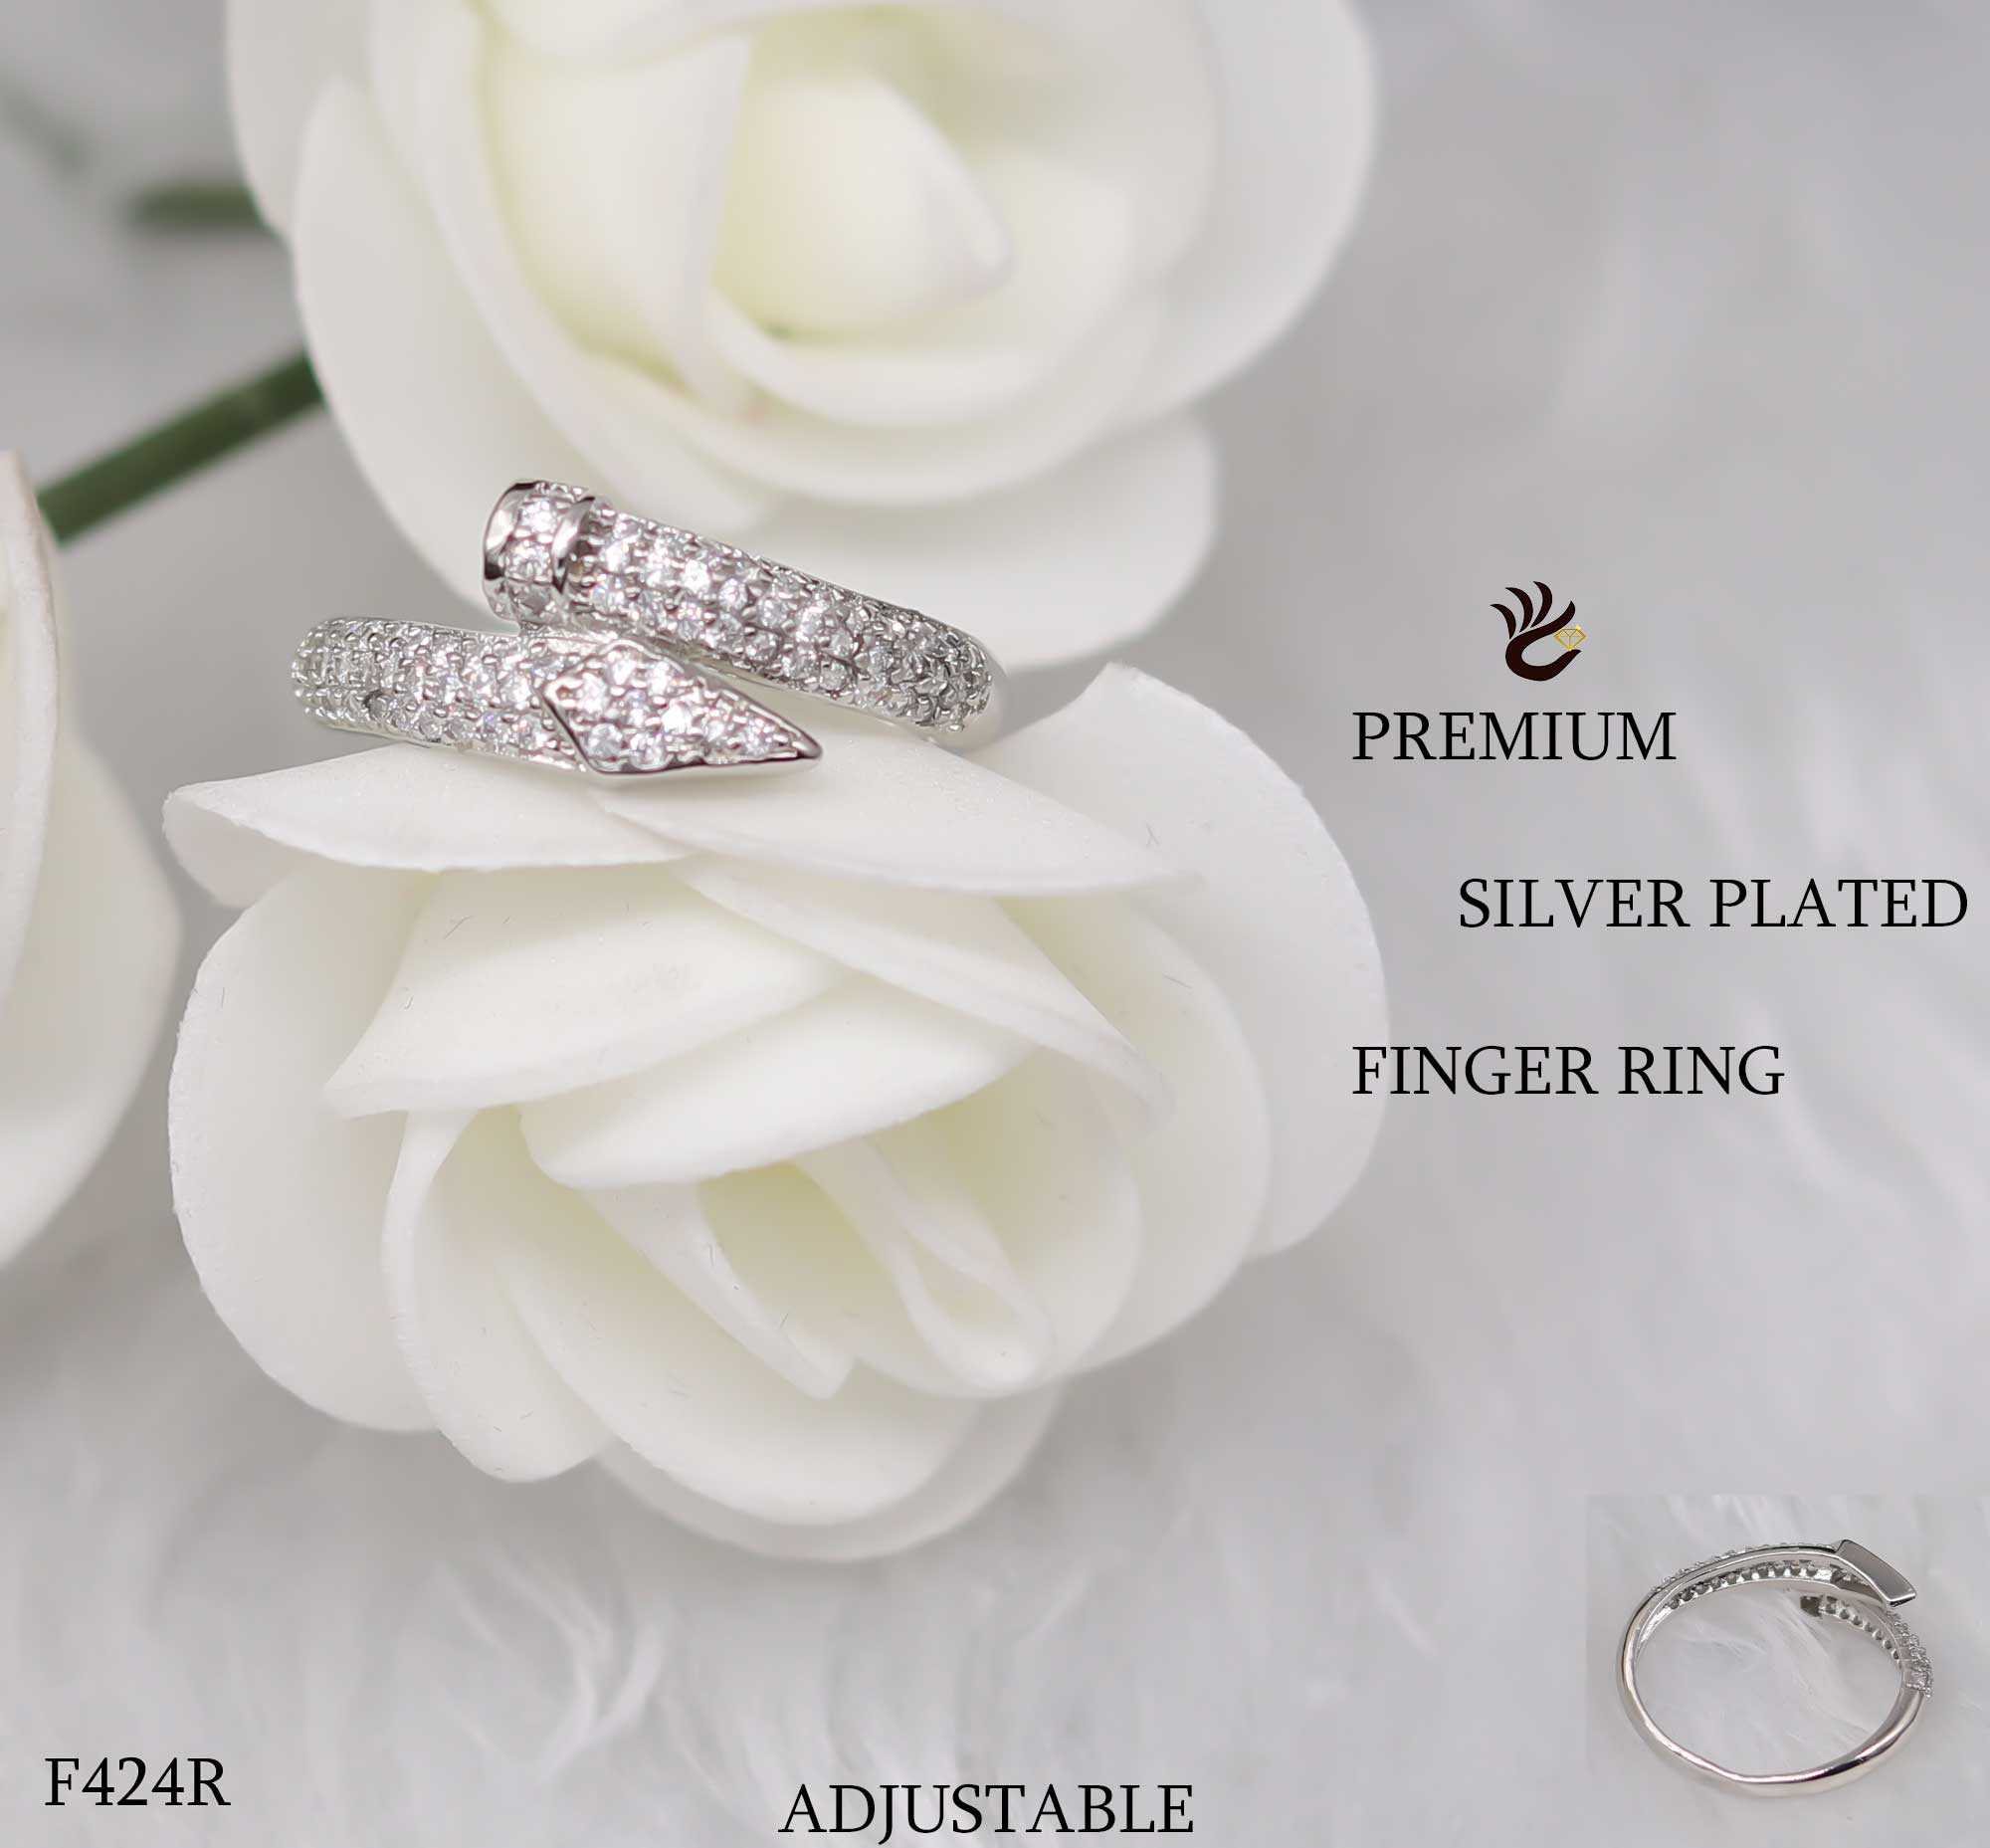 PREMIUM
SILVER PLATED
FINGER RING
F424R
ADJUSTABLE